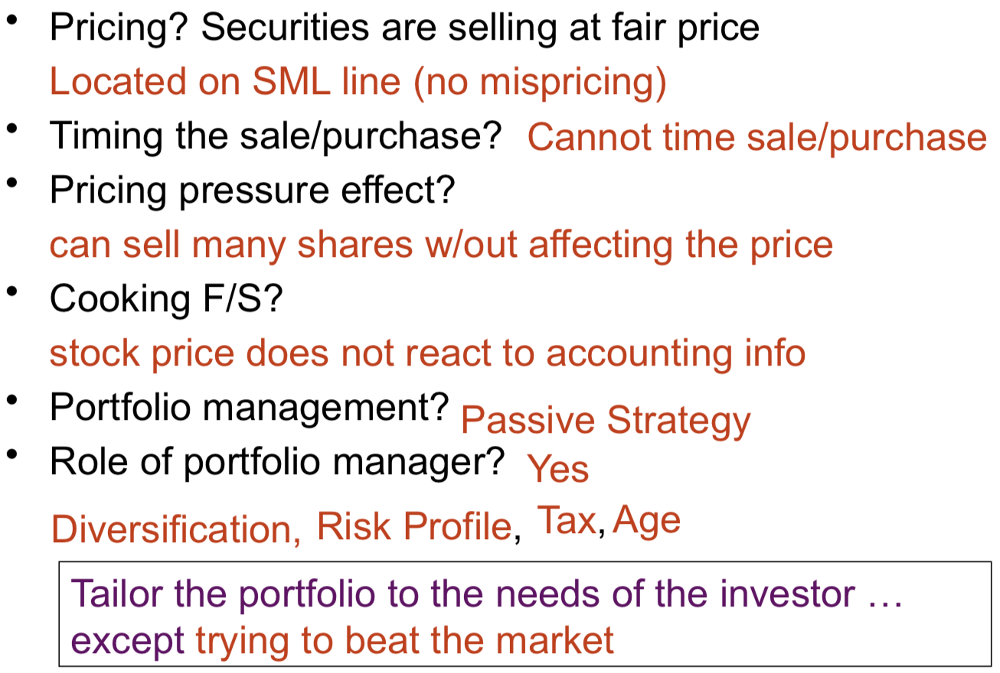 • Pricing? Securities are selling at fair price
Located on SML line (no mispricing)
• Timing the sale/purchase? Cannot time sale/purchase
• Pricing pressure effect?
can sell many shares w/out affecting the price
• Cooking F/S?
stock price does not react to accounting info
• Portfolio management? Passive Strategy
• Role of portfolio manager? Yes
Diversification, Risk Profile, Tax, Age
Tailor the portfolio to the needs of the investor …
except trying to beat the market